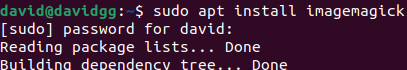 david@davidgg:~$ sudo apt install imagemagick
[sudo] password for david:
Reading package lists... Done
Building dependency tree... Done